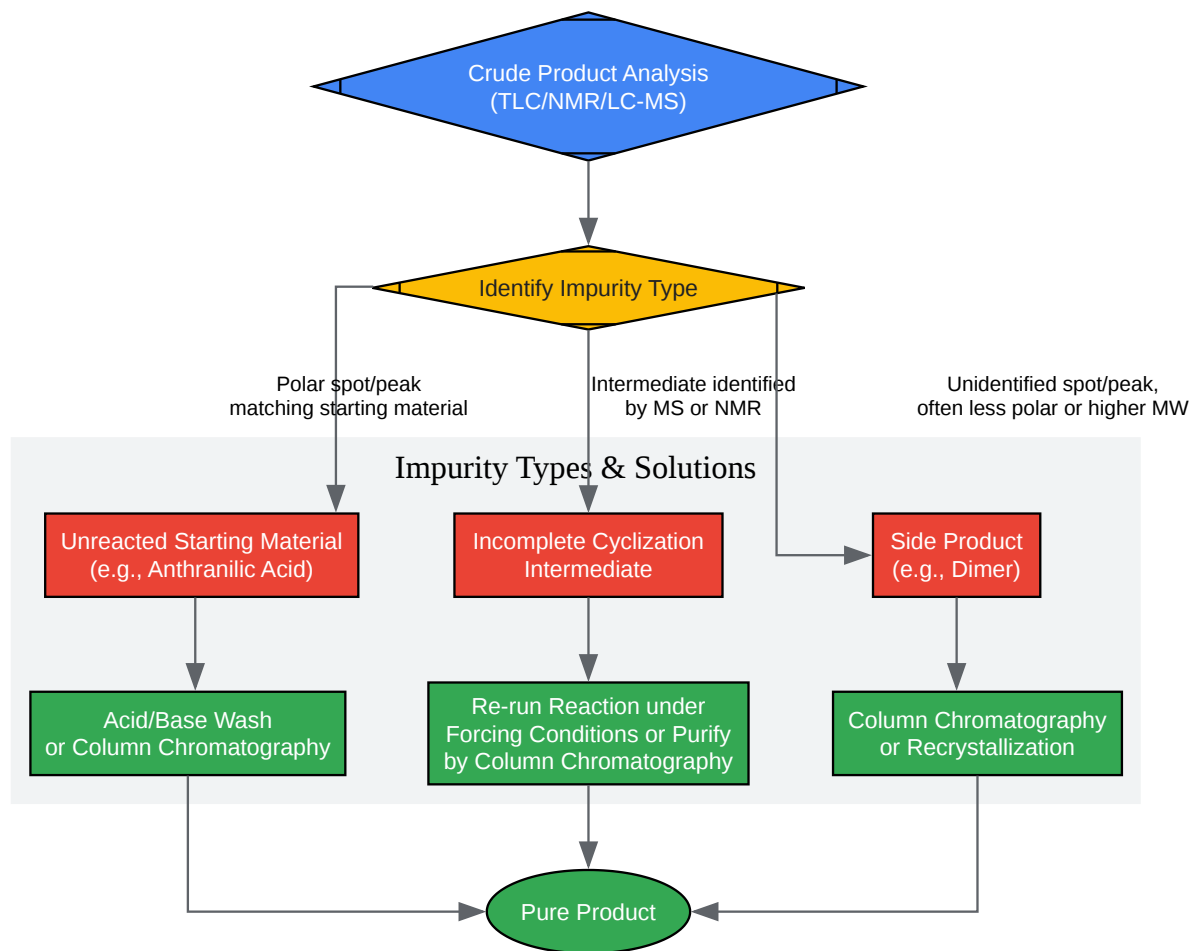 Crude Product Analysis
(TLC/NMR/LC-MS)
Identify Impurity Type
Polar spot/peak
matching starting material
Intermediate identified
by MS or NMR
Unidentified spot/peak,
often less polar or higher MW
Impurity Types & Solutions
Unreacted Starting Material
(e.g., Anthranilic Acid)
Incomplete Cyclization
Intermediate
Side Product
(e.g., Dimer)
Acid/Base Wash
or Column Chromatography
Re-run Reaction under
Forcing Conditions or Purify
by Column Chromatography
Column Chromatography
or Recrystallization
Pure Product